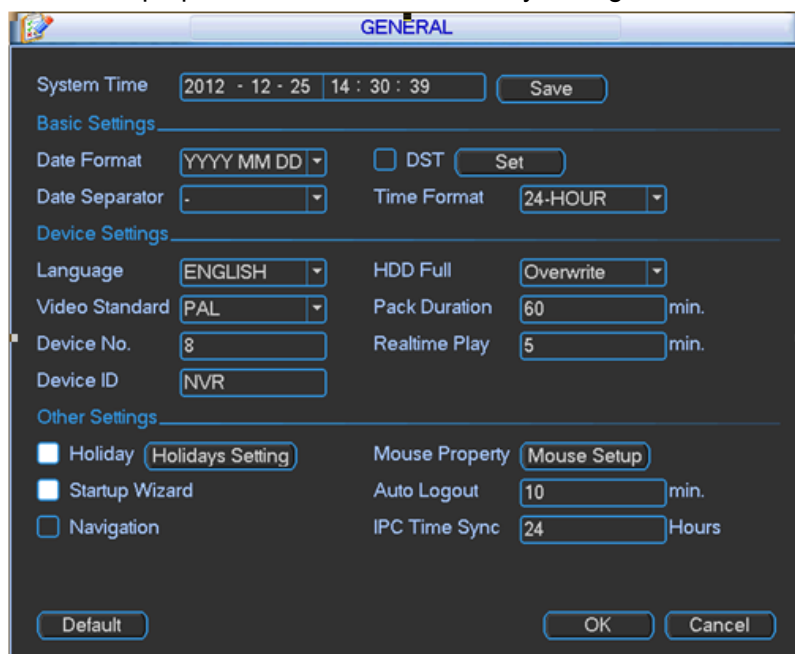 GENERAL
System Time 2012 - 12 - 25 14 : 30 : 39 Save
Basic Settings
Date Format YYYY MM DD DST Set
Date Separator - Time Format 24-HOUR
Device Settings
Language ENGLISH HDD Full Overwrite
Video Standard PAL Pack Duration 60 min.
Device No. 8 Realtime Play 5 min.
Device ID NVR
Other Settings
Holiday Holidays Setting Mouse Property Mouse Setup
Startup Wizard Auto Logout 10 min.
Navigation IPC Time Sync 24 Hours
Default OK Cancel